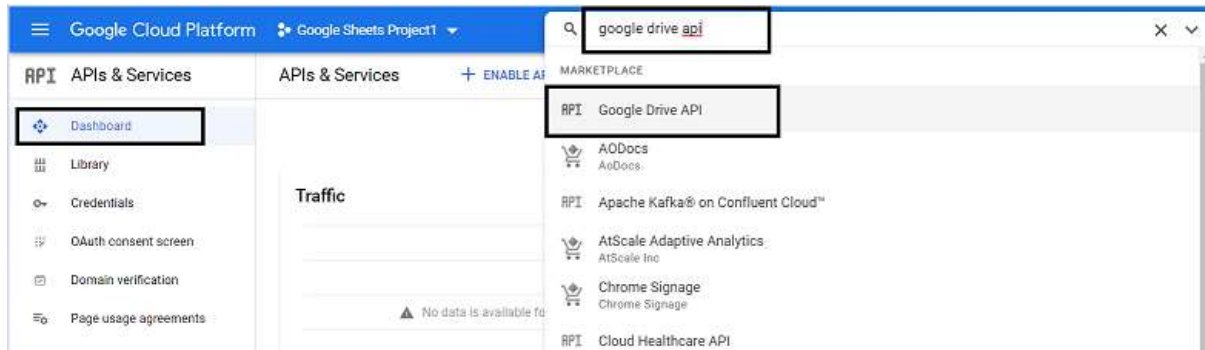 Google Cloud Platform Google Sheets Project1 google drive api
API APIs & Services APIs & Services + ENABLE AP
Dashboard
Library
Credentials
OAuth consent screen
Domain verification
Page usage agreements
Traffic
No data is available fo
MARKETPLACE
API Google Drive API
AODocs
AoDocs
API Apache Kafka® on Confluent Cloud™
AtScale Adaptive Analytics
AtScale Inc
Chrome Signage
Chrome Signage
API Cloud Healthcare API